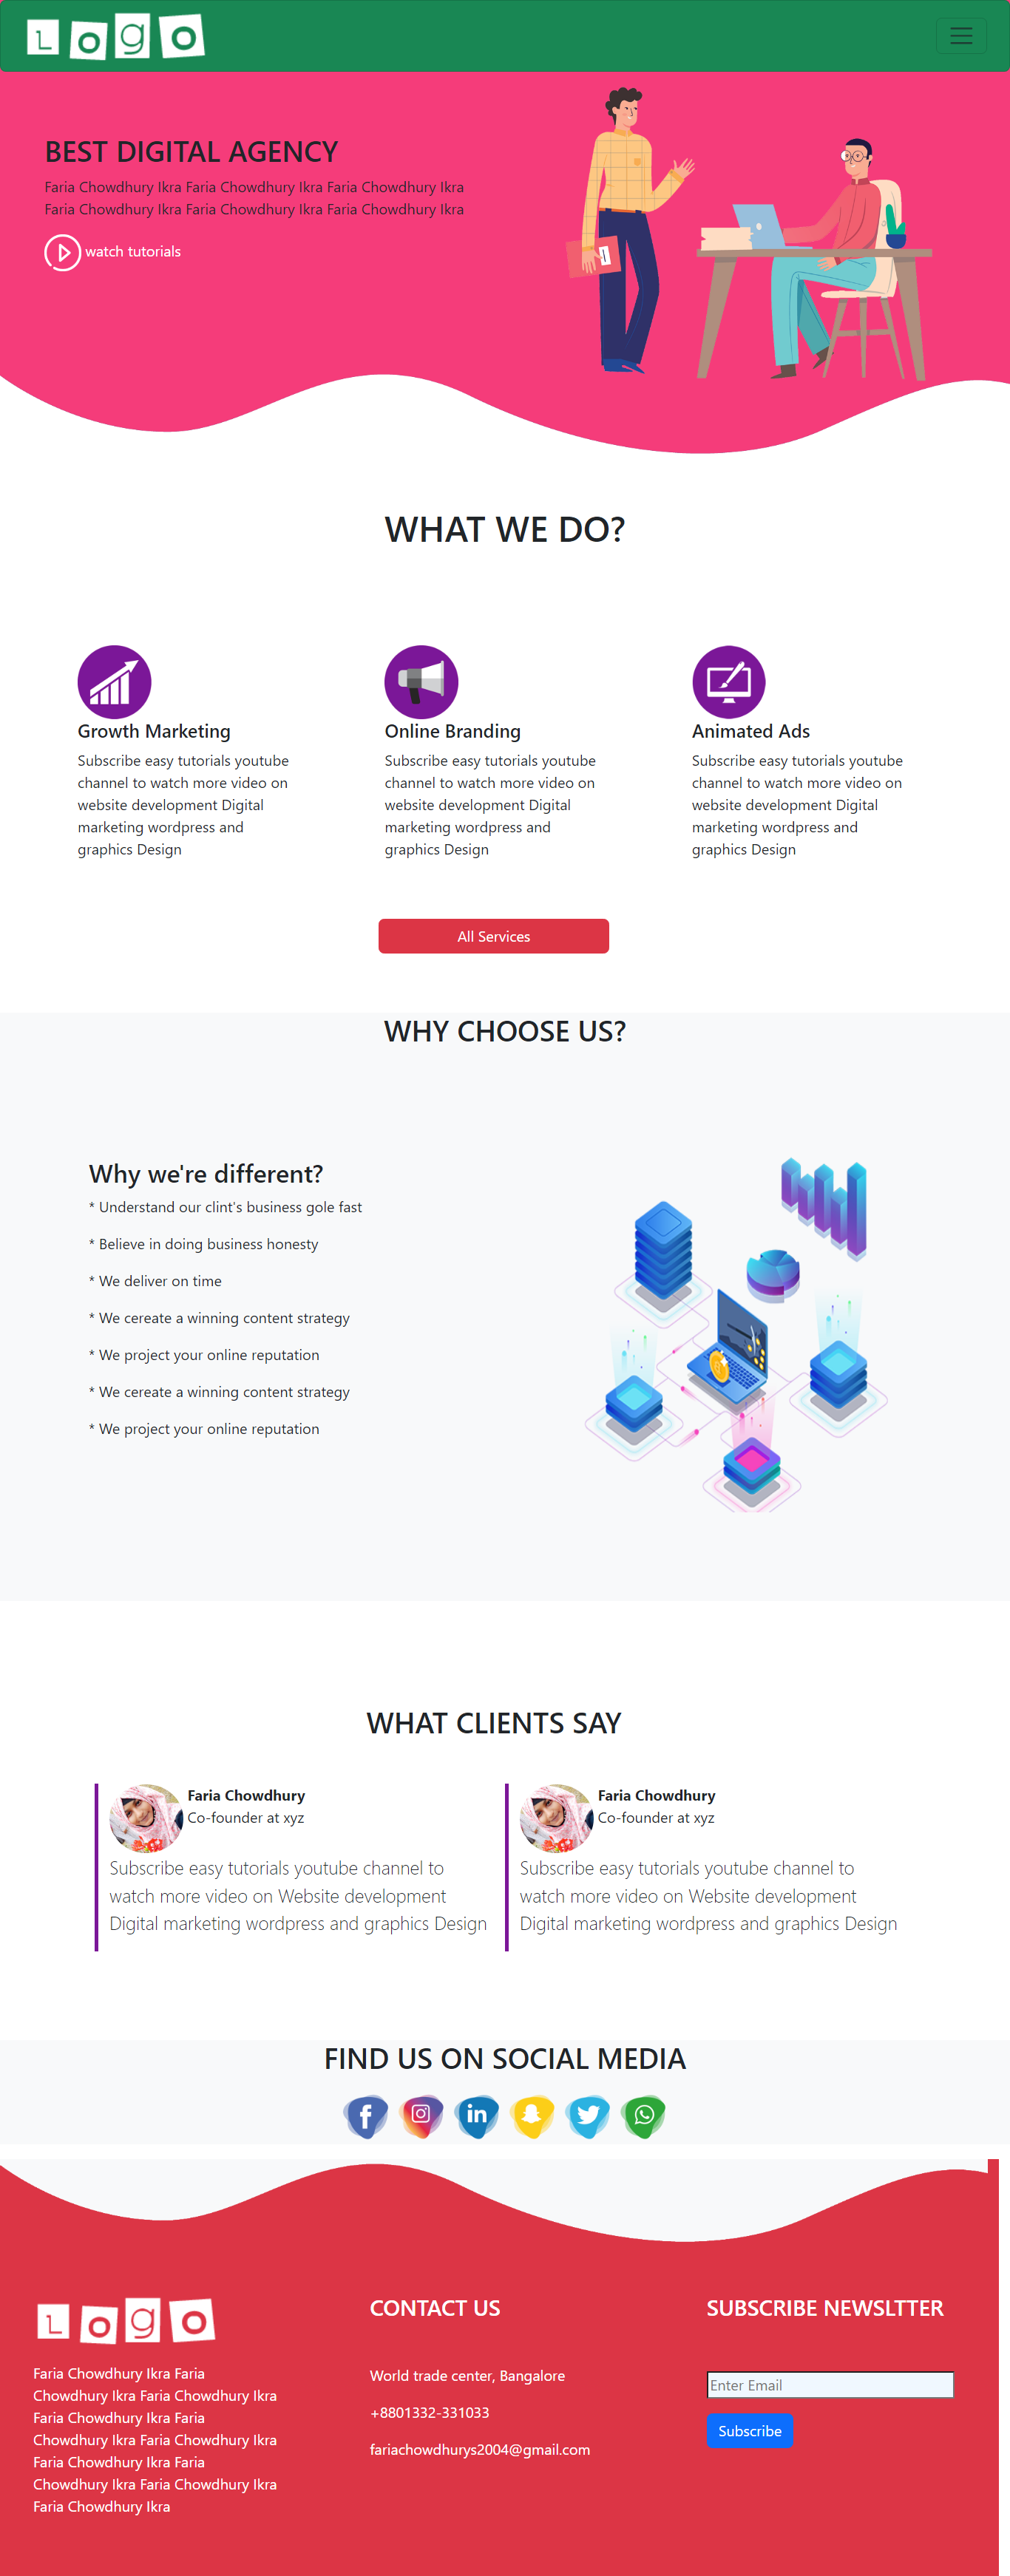 LOGO
BEST DIGITAL AGENCY
Faria Chowdhury Ikra Faria Chowdhury Ikra Faria Chowdhury Ikra
Faria Chowdhury Ikra Faria Chowdhury Ikra Faria Chowdhury Ikra
watch tutorials
WHAT WE DO?
Growth Marketing
Subscribe easy tutorials youtube
channel to watch more video on
website development Digital
marketing wordpress and
graphics Design
Online Branding
Subscribe easy tutorials youtube
channel to watch more video on
website development Digital
marketing wordpress and
graphics Design
Animated Ads
Subscribe easy tutorials youtube
channel to watch more video on
website development Digital
marketing wordpress and
graphics Design
All Services
WHY CHOOSE US?
Why we're different?
* Understand our clint's business gole fast
* Believe in doing business honesty
* We deliver on time
* We cereate a winning content strategy
* We project your online reputation
* We cereate a winning content strategy
* We project your online reputation
WHAT CLIENTS SAY
Faria Chowdhury
Co-founder at xyz
Subscribe easy tutorials youtube channel to
watch more video on Website development
Digital marketing wordpress and graphics Design
Faria Chowdhury
Co-founder at xyz
Subscribe easy tutorials youtube channel to
watch more video on Website development
Digital marketing wordpress and graphics Design
FIND US ON SOCIAL MEDIA
LOgO
Faria Chowdhury Ikra Faria
Chowdhury Ikra Faria Chowdhury Ikra
Faria Chowdhury Ikra Faria
Chowdhury Ikra Faria Chowdhury Ikra
Faria Chowdhury Ikra Faria
Chowdhury Ikra Faria Chowdhury Ikra
Faria Chowdhury Ikra
CONTACT US
World trade center, Bangalore
+8801332-331033
fariachowdhurys2004@gmail.com
SUBSCRIBE NEWSLTTER
Enter Email
Subscribe